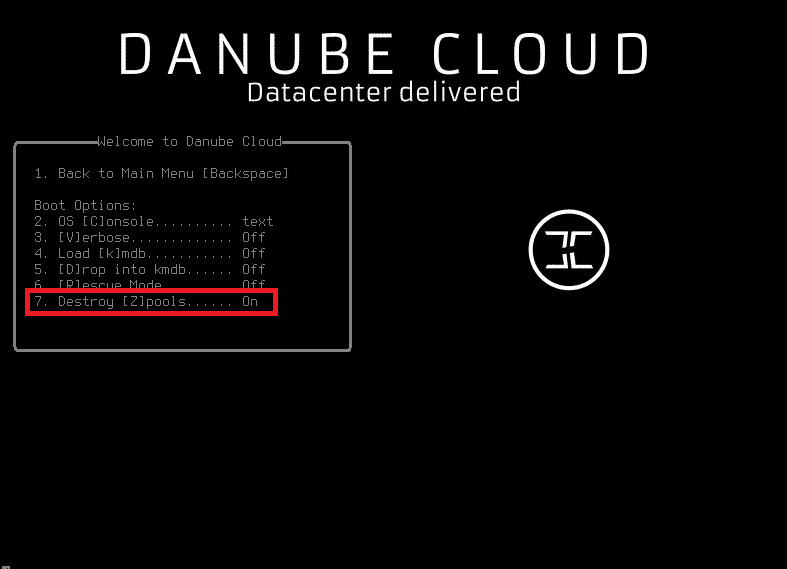 DANUBE CLOUD
Datacenter delivered
Welcome to Danube Cloud
1. Back to Main Menu [Backspace]
Boot Options:
2. OS [C]onsole.......... text
3. [V]erbose............. Off
4. Load [k]mdb........... Off
5. [D]rop into kmdb...... Off
6. [R]escue Mode......... Off
7. Destroy [Z]pools...... On